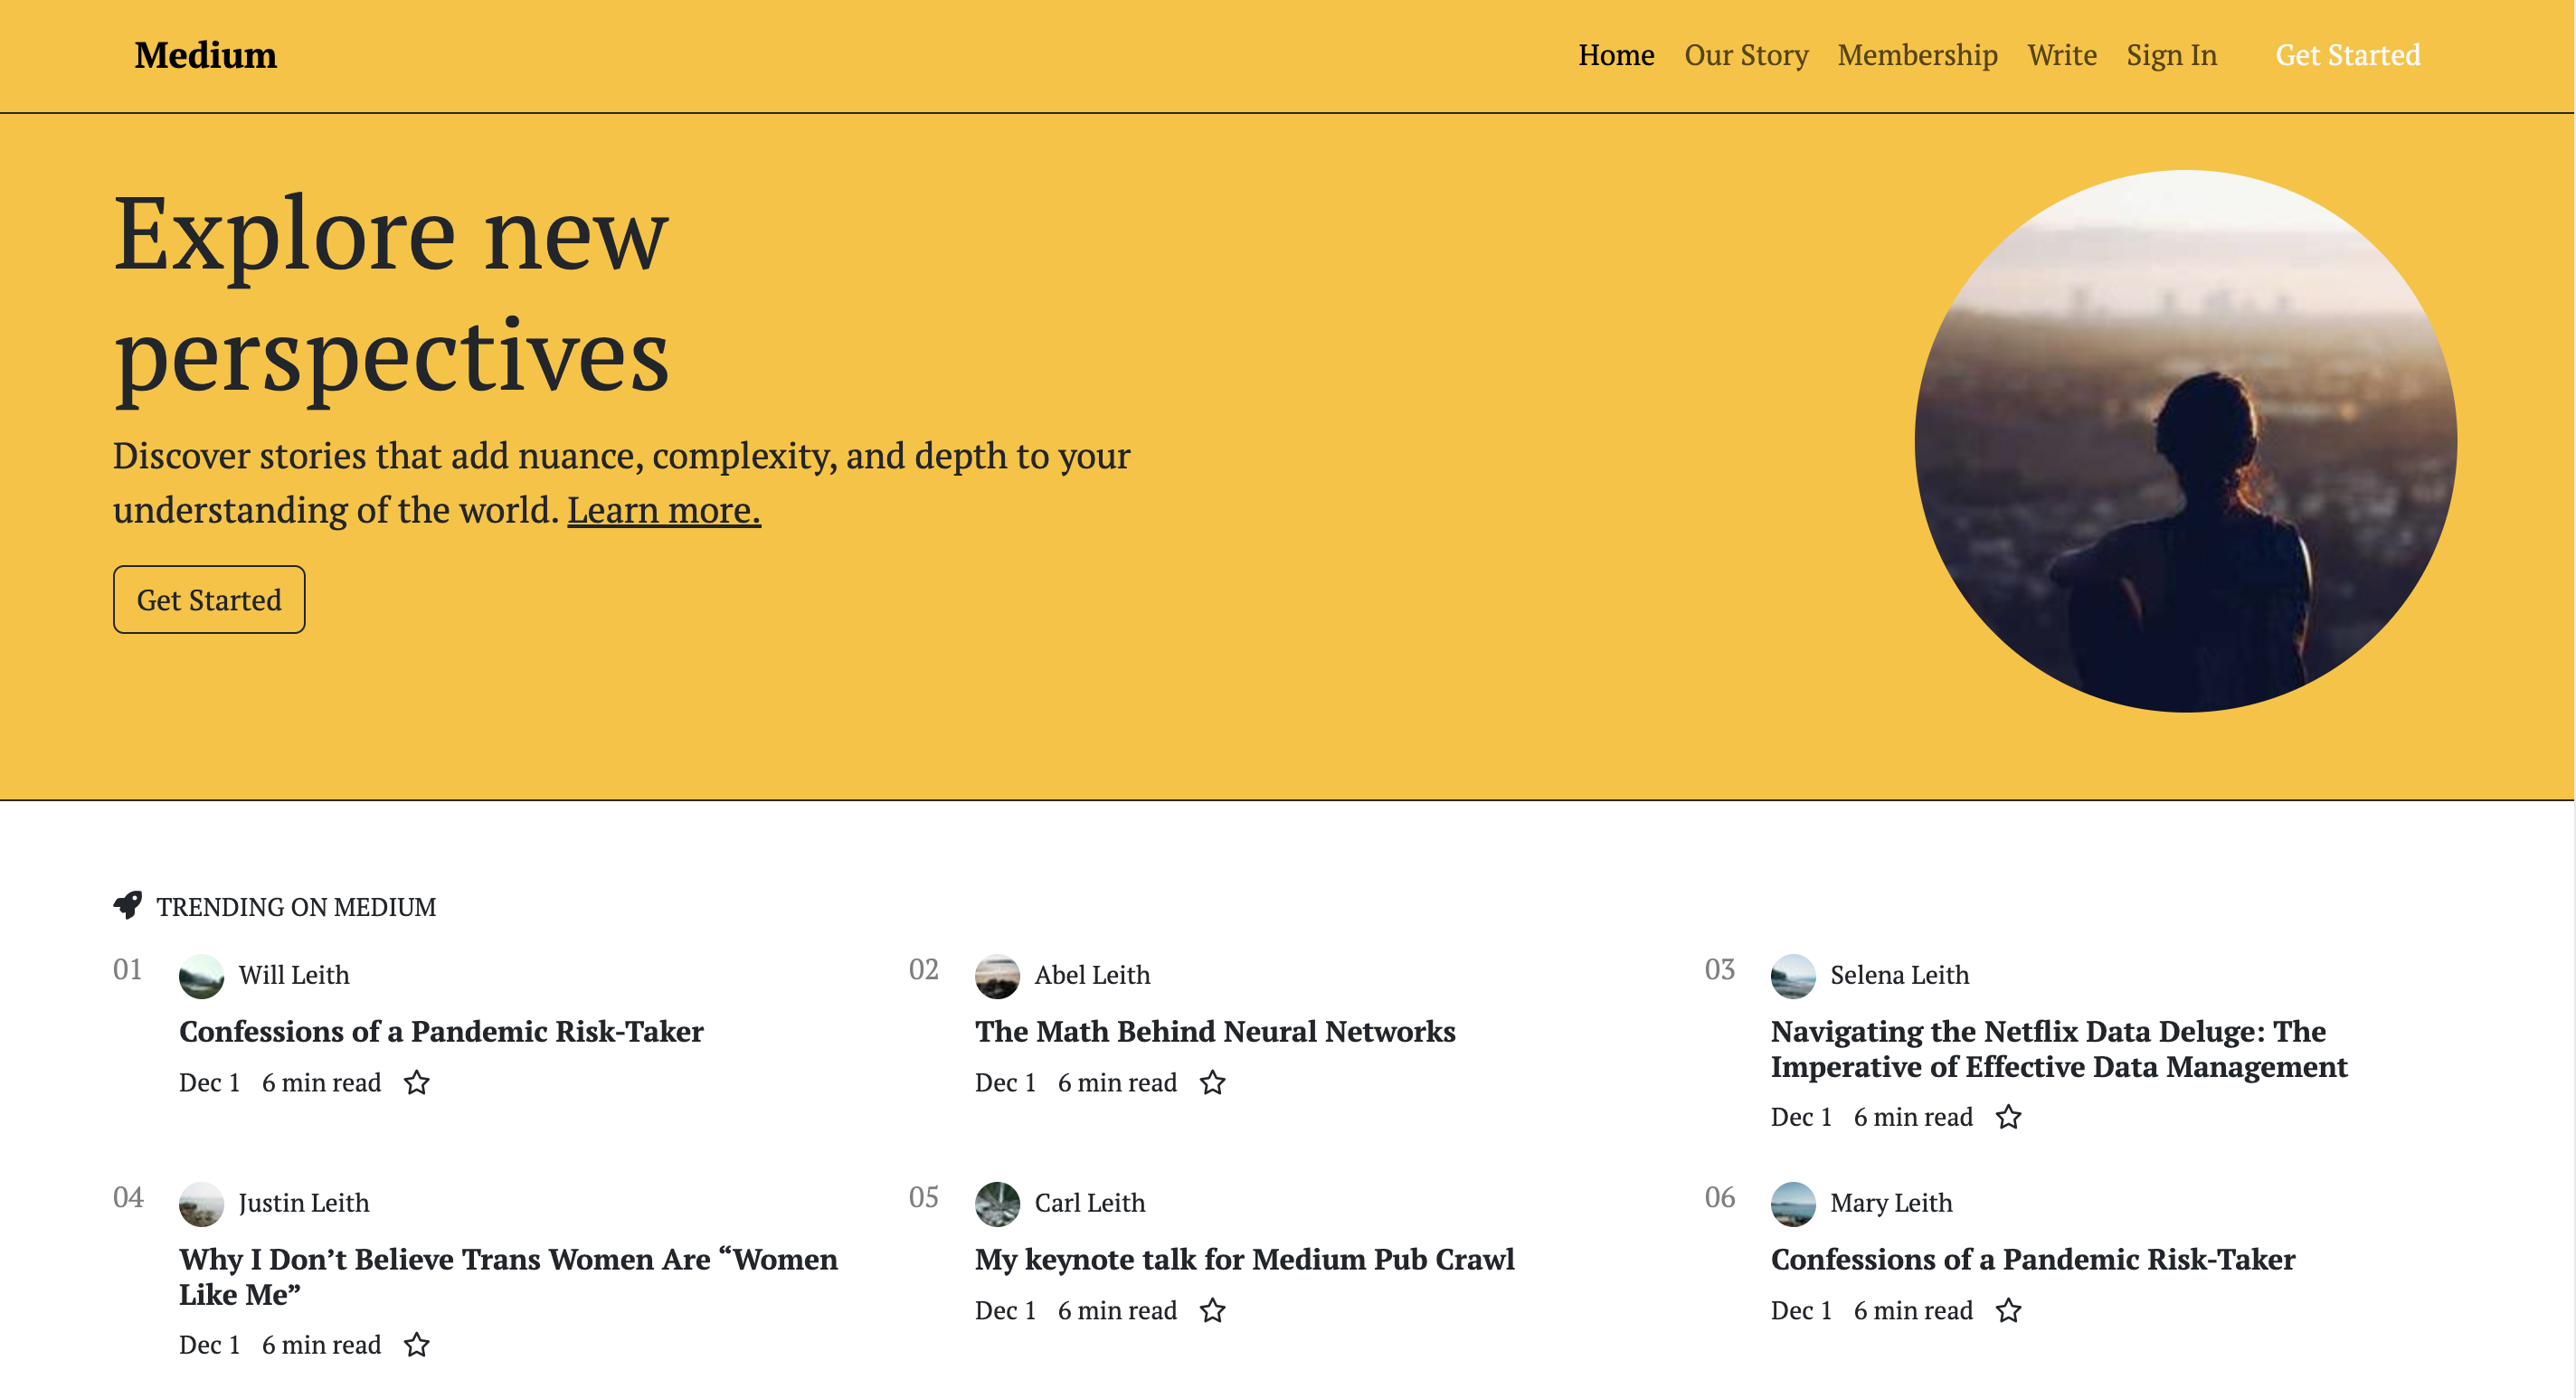 Medium
Home Our Story Membership Write Sign In Get Started
Explore new
perspectives
Discover stories that add nuance, complexity, and depth to your
understanding of the world. Learn more.
Get Started
TRENDING ON MEDIUM
01 Will Leith
Confessions of a Pandemic Risk-Taker
Dec 1 6 min read
02 Abel Leith
The Math Behind Neural Networks
Dec 1 6 min read
03 Selena Leith
Navigating the Netflix Data Deluge: The
Imperative of Effective Data Management
Dec 1 6 min read
04 Justin Leith
Why I Don’t Believe Trans Women Are “Women
Like Me”
Dec 1 6 min read
05 Carl Leith
My keynote talk for Medium Pub Crawl
Dec 1 6 min read
06 Mary Leith
Confessions of a Pandemic Risk-Taker
Dec 1 6 min read